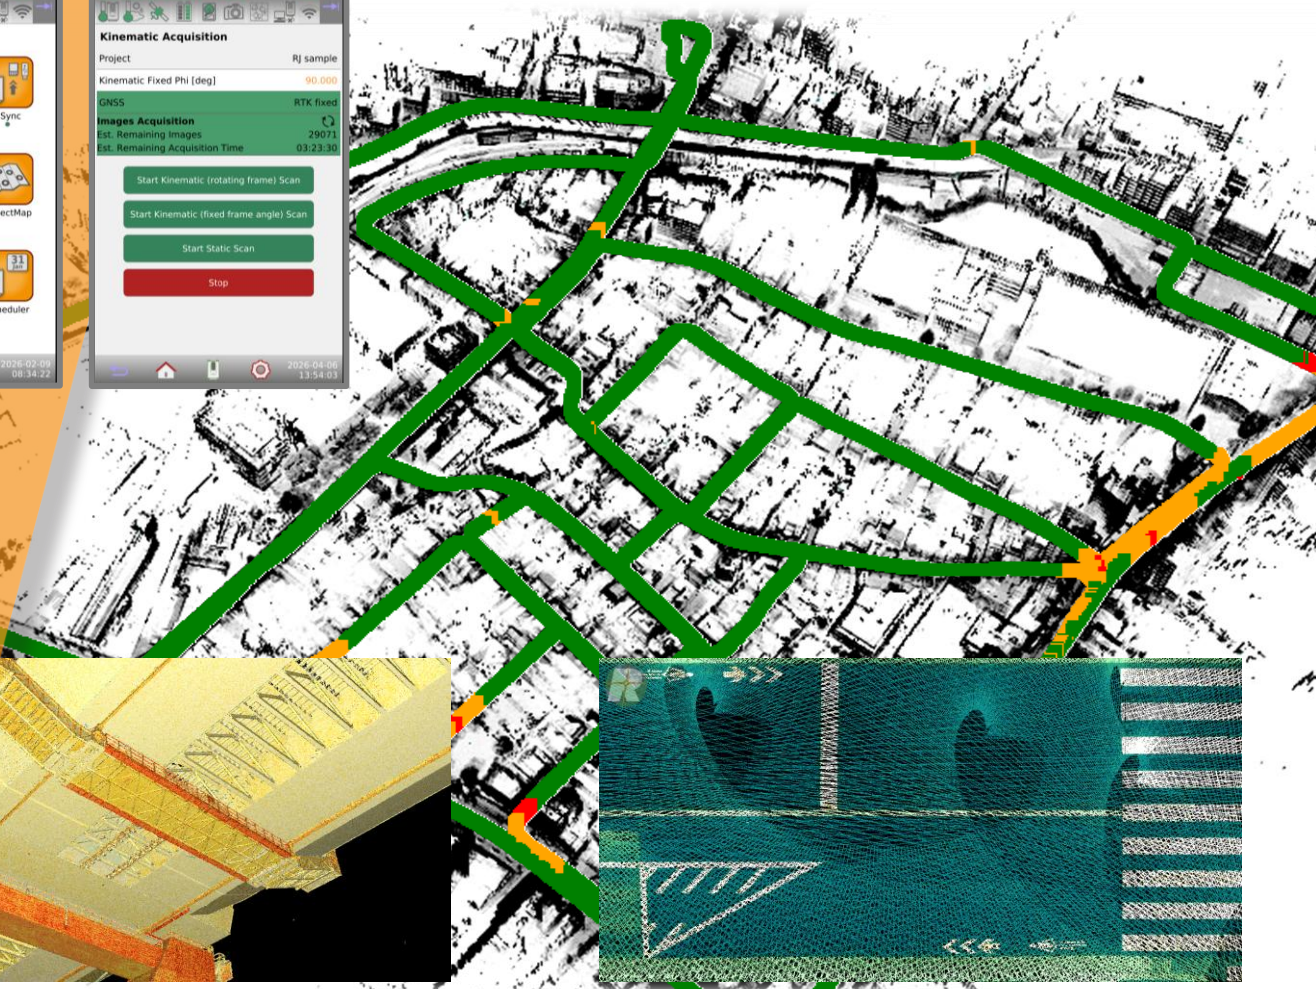 Sync
ectMap
31
Jan
eduler
2026-02-09
08:34:22
Kinematic Acquisition
Project RJ sample
Kinematic Fixed Phi [deg] 90.000
GNSS RTK fixed
Images Acquisition
Est. Remaining Images 29071
Est. Remaining Acquisition Time 03:23:30
Start Kinematic (rotating frame) Scan
Start Kinematic (fixed frame angle) Scan
Start Static Scan
Stop
2026-04-06
13:54:03